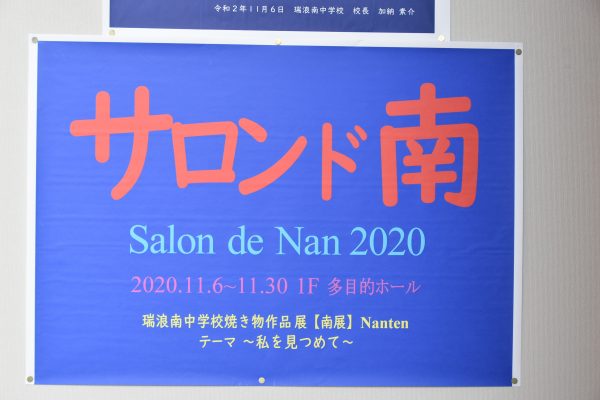 令和２年１１月６日 瑞浪南中学校 校長 加納 素介
サロンド南
Salon de Nan 2020
2020.11.6~11.30 1F 多目的ホール
瑞浪南中学校焼き物作品展【南展】Nanten
テーマ ～私を見つめて～